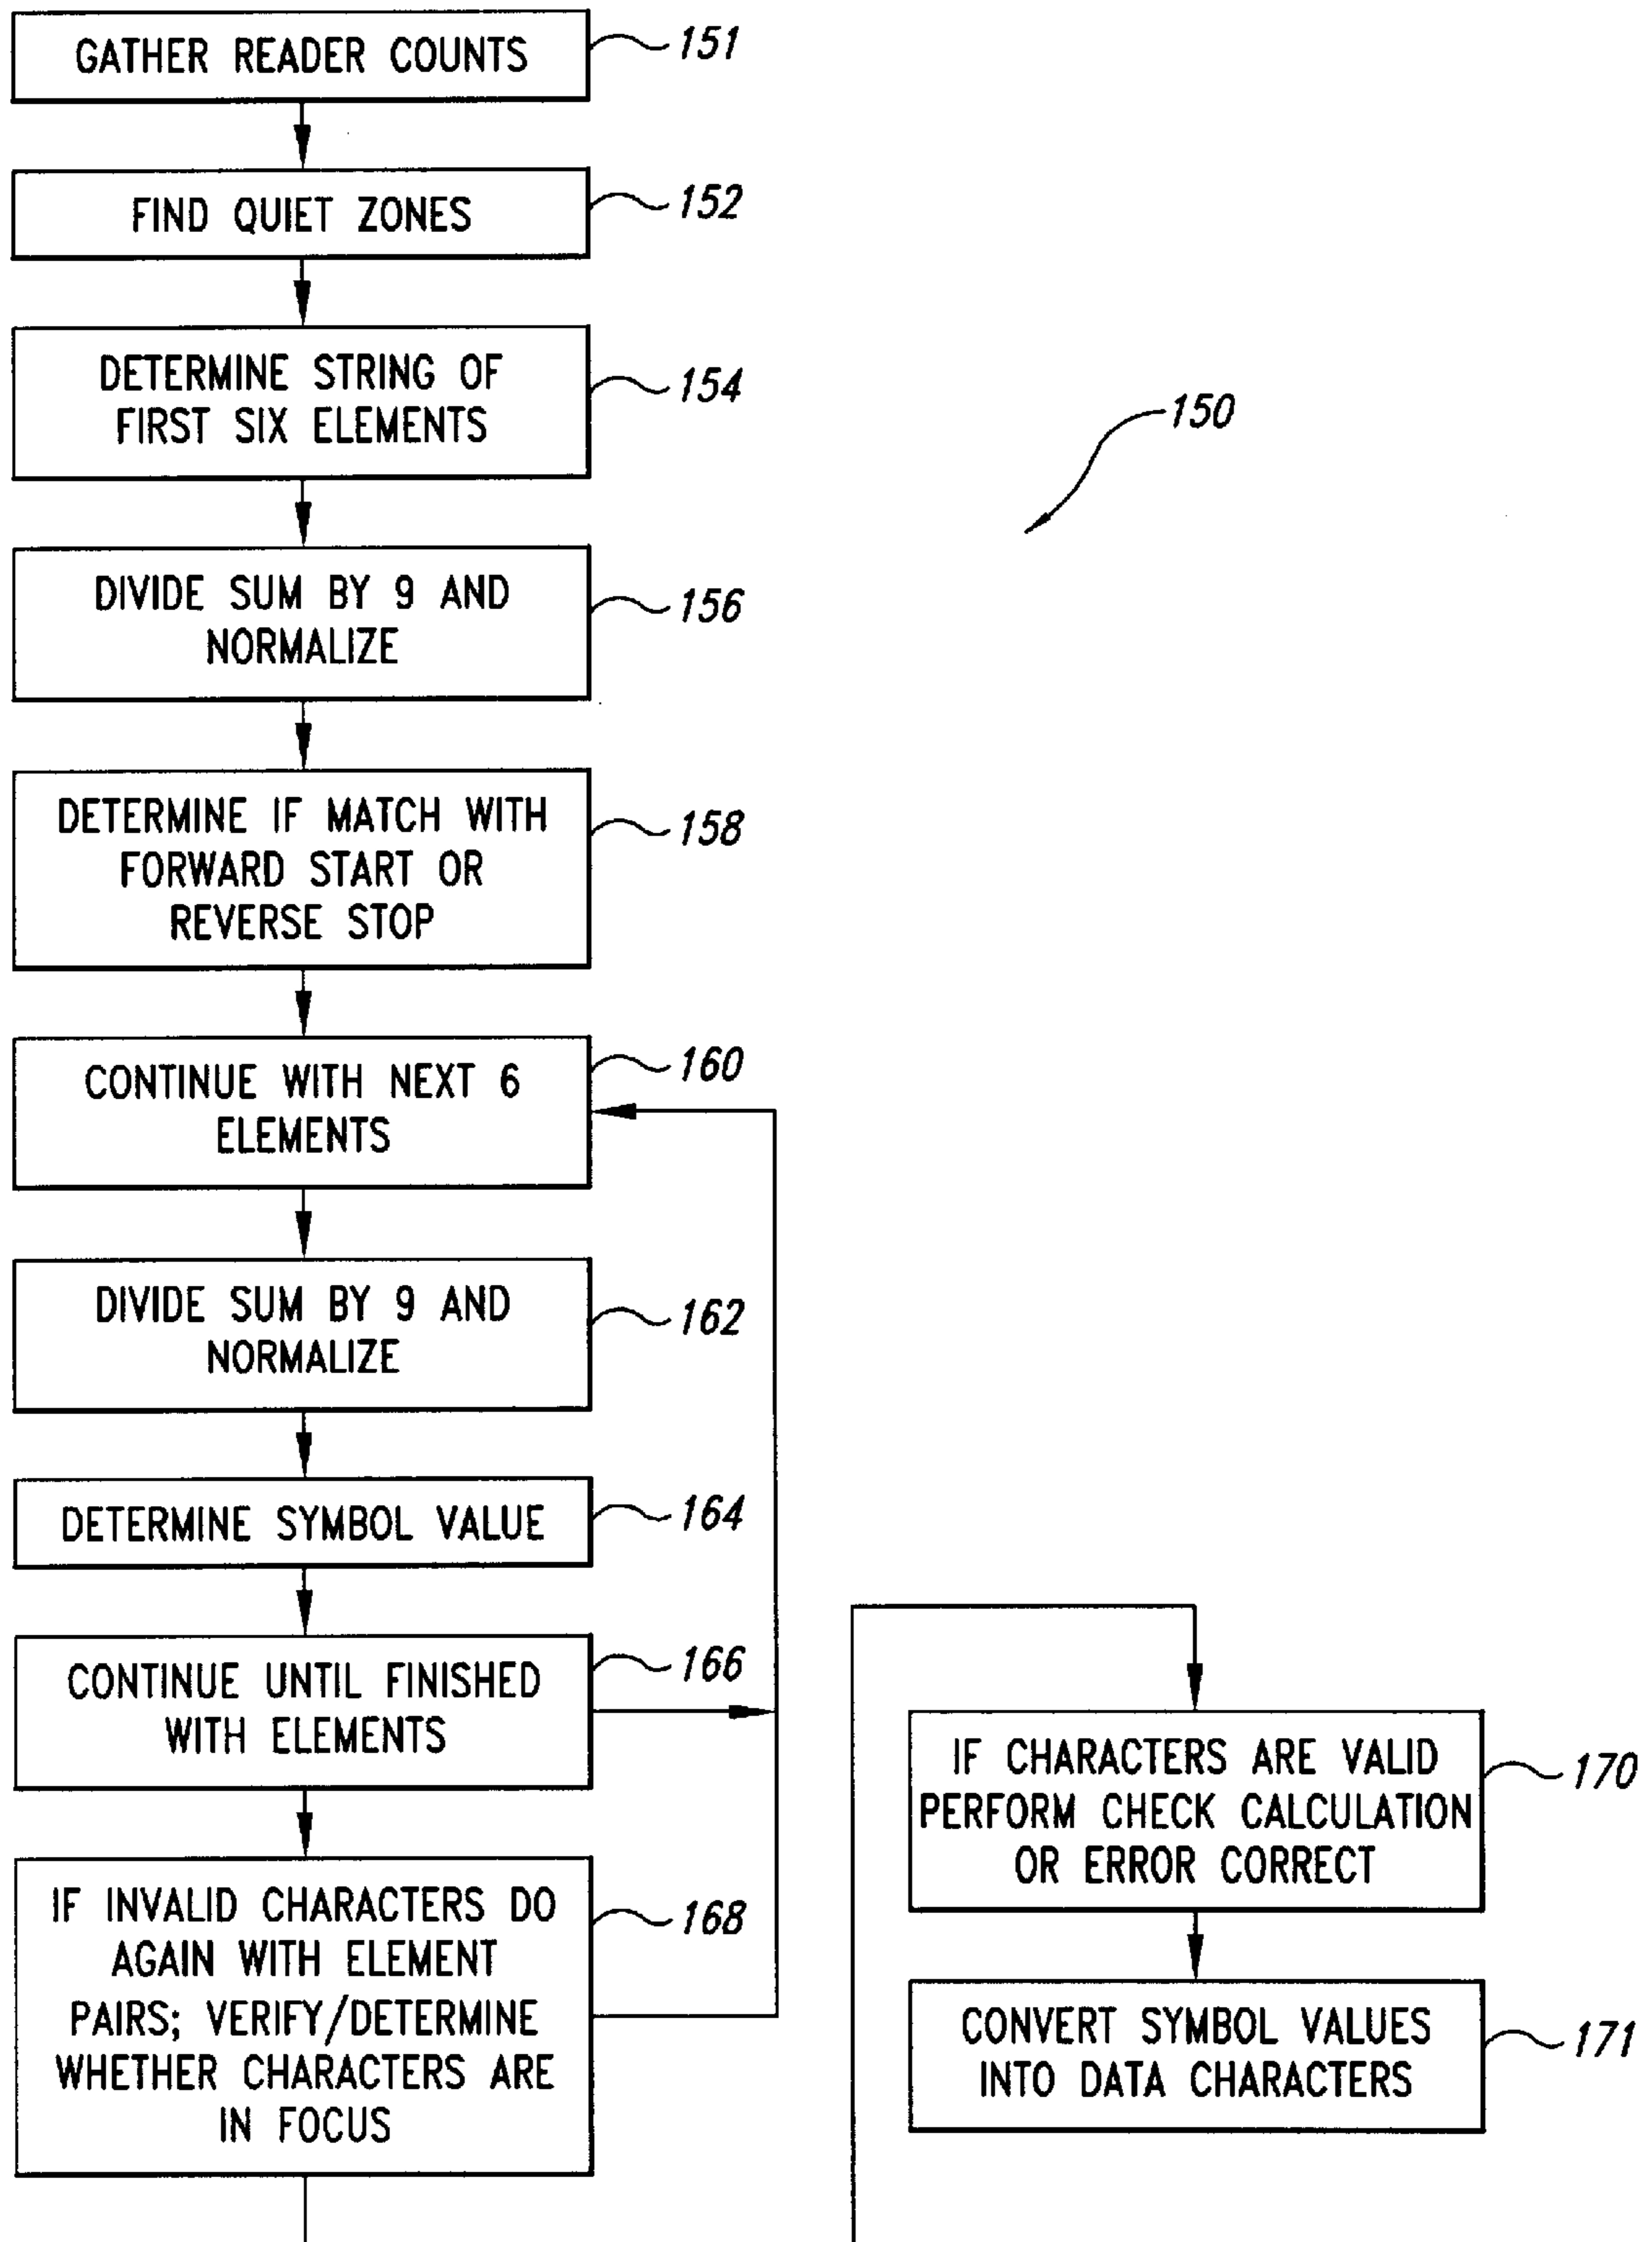 GATHER READER COUNTS
151
FIND QUIET ZONES
152
DETERMINE STRING OF
FIRST SIX ELEMENTS
154
150
DIVIDE SUM BY 9 AND
NORMALIZE
156
DETERMINE IF MATCH WITH
FORWARD START OR
REVERSE STOP
158
CONTINUE WITH NEXT 6
ELEMENTS
160
DIVIDE SUM BY 9 AND
NORMALIZE
162
DETERMINE SYMBOL VALUE
164
CONTINUE UNTIL FINISHED
WITH ELEMENTS
166
IF INVALID CHARACTERS DO
AGAIN WITH ELEMENT
PAIRS; VERIFY/DETERMINE
WHETHER CHARACTERS ARE
IN FOCUS
168
IF CHARACTERS ARE VALID
PERFORM CHECK CALCULATION
OR ERROR CORRECT
170
CONVERT SYMBOL VALUES
INTO DATA CHARACTERS
171